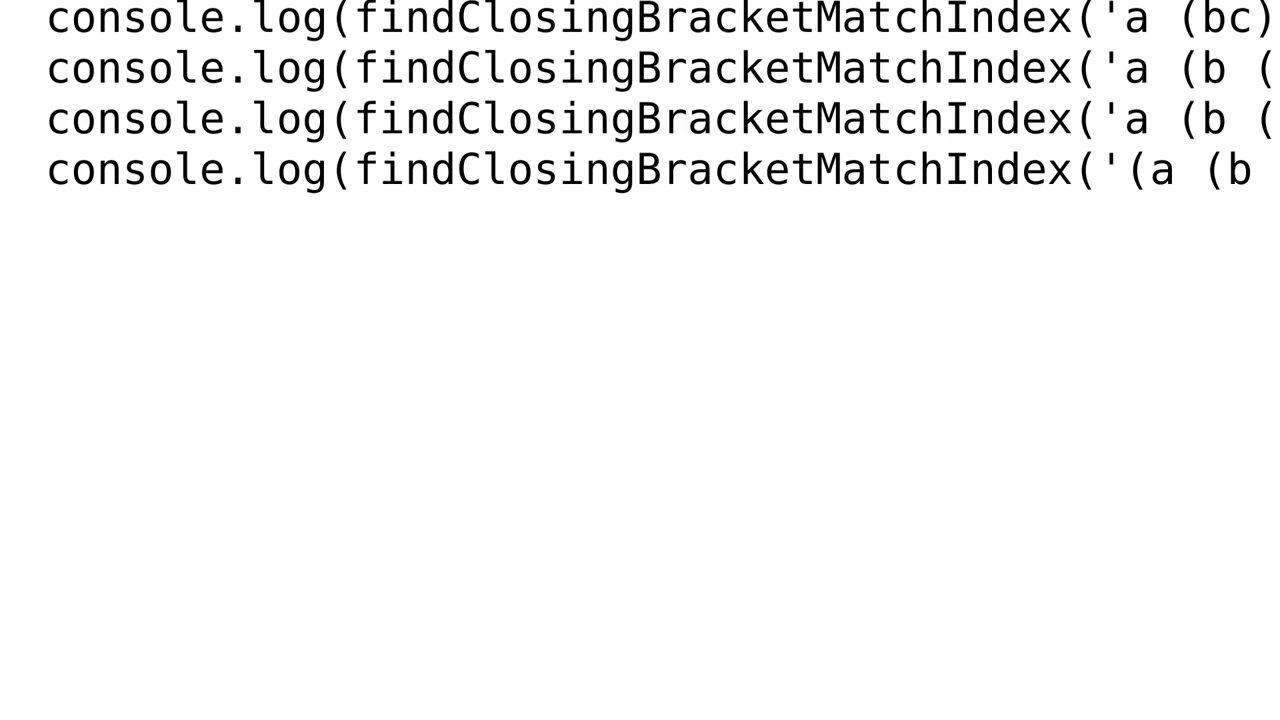 console.log(findClosingBracketMatchIndex('a (bc)
console.log(findClosingBracketMatchIndex('a (b (
console.log(findClosingBracketMatchIndex('a (b (
console.log(findClosingBracketMatchIndex('(a (b